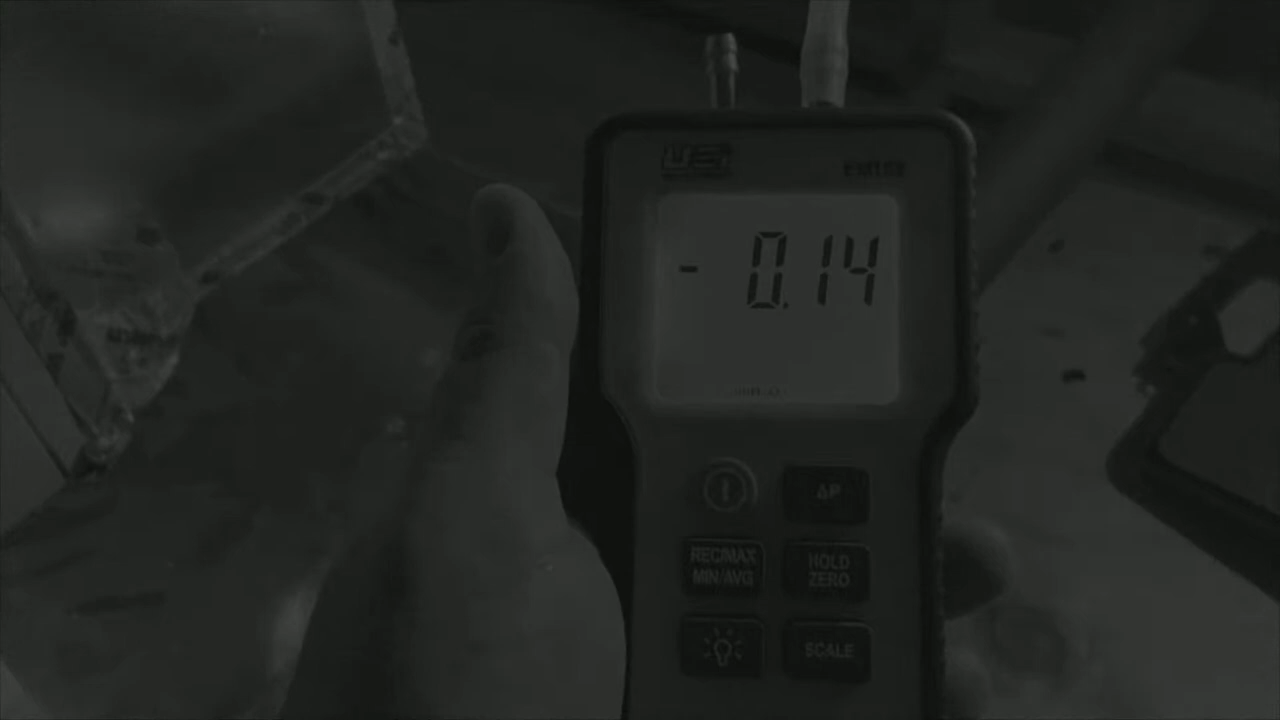 UEi
- 0.14
ΔP
REC/MAX
MIN/AVG
HOLD
ZERO
SCALE